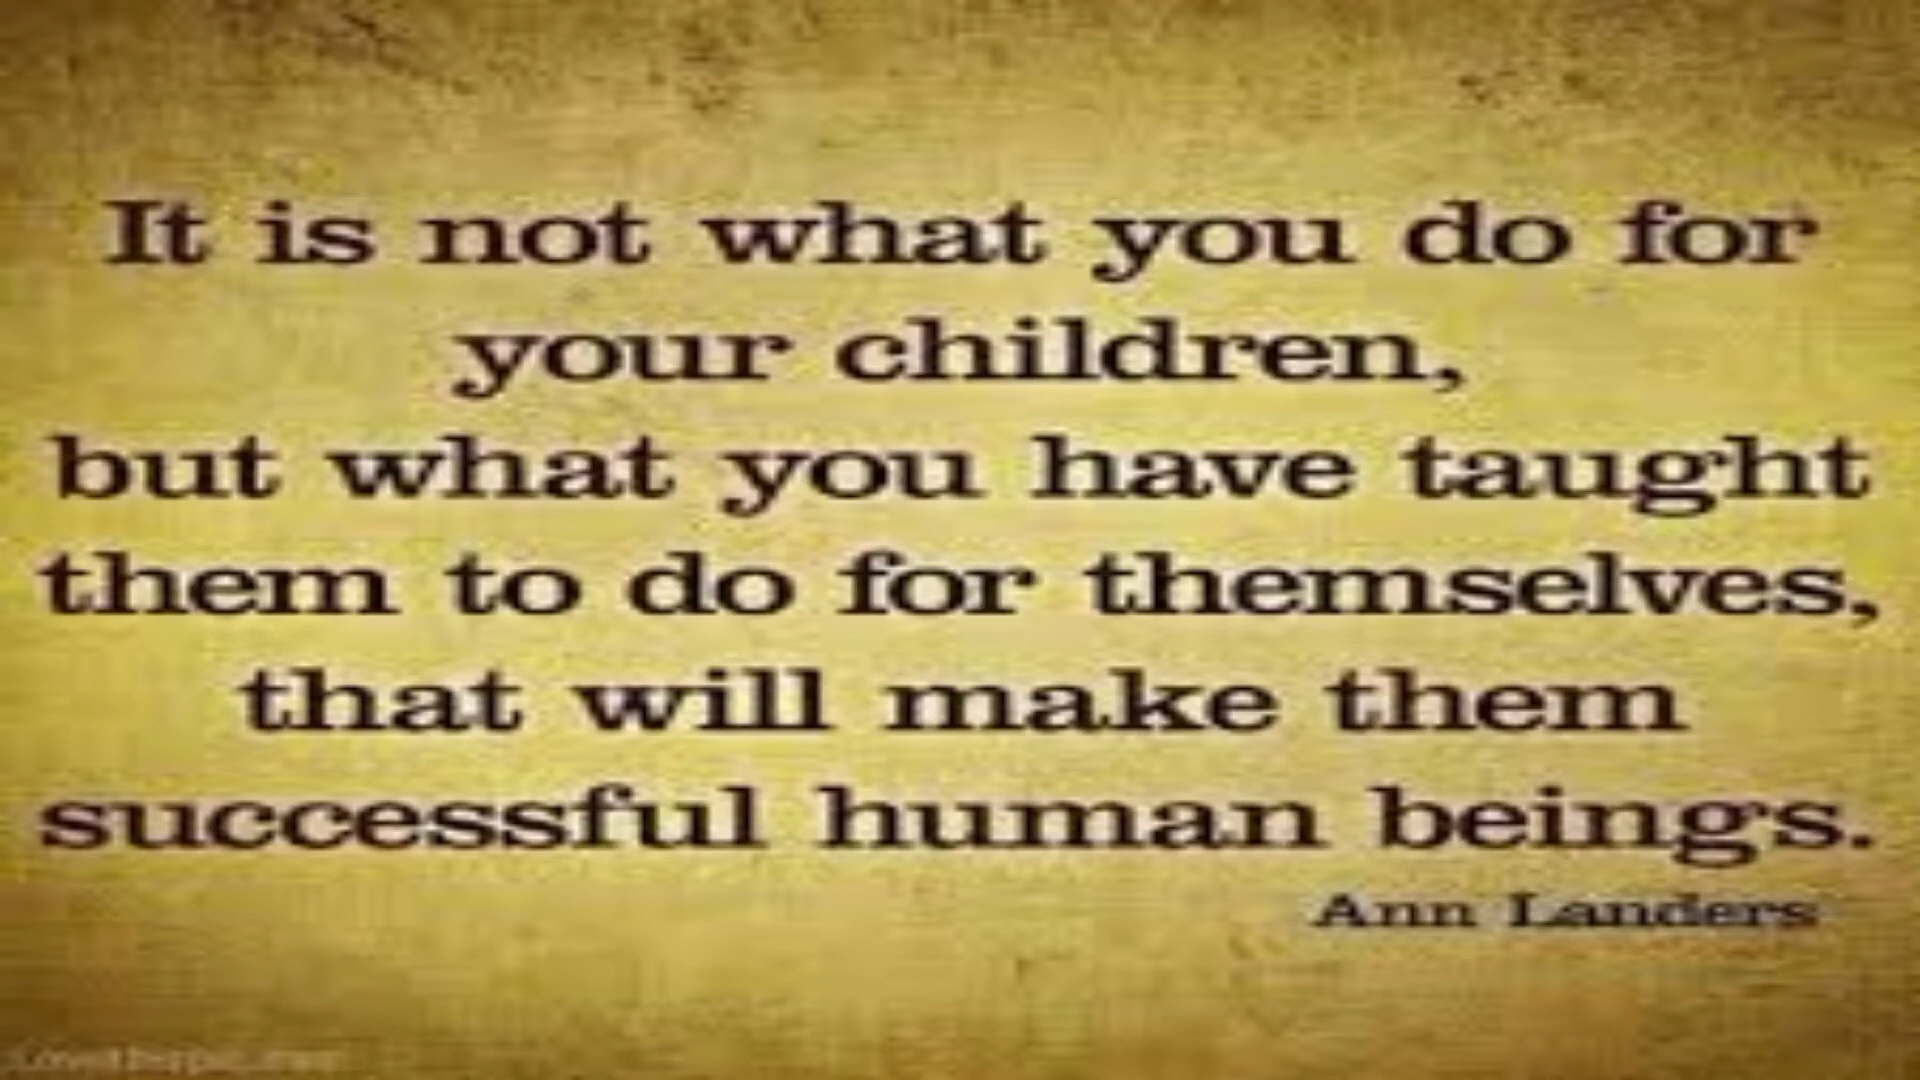 It is not what you do for
your children,
but what you have taught
them to do for themselves,
that will make them
successful human beings.
Ann Landers